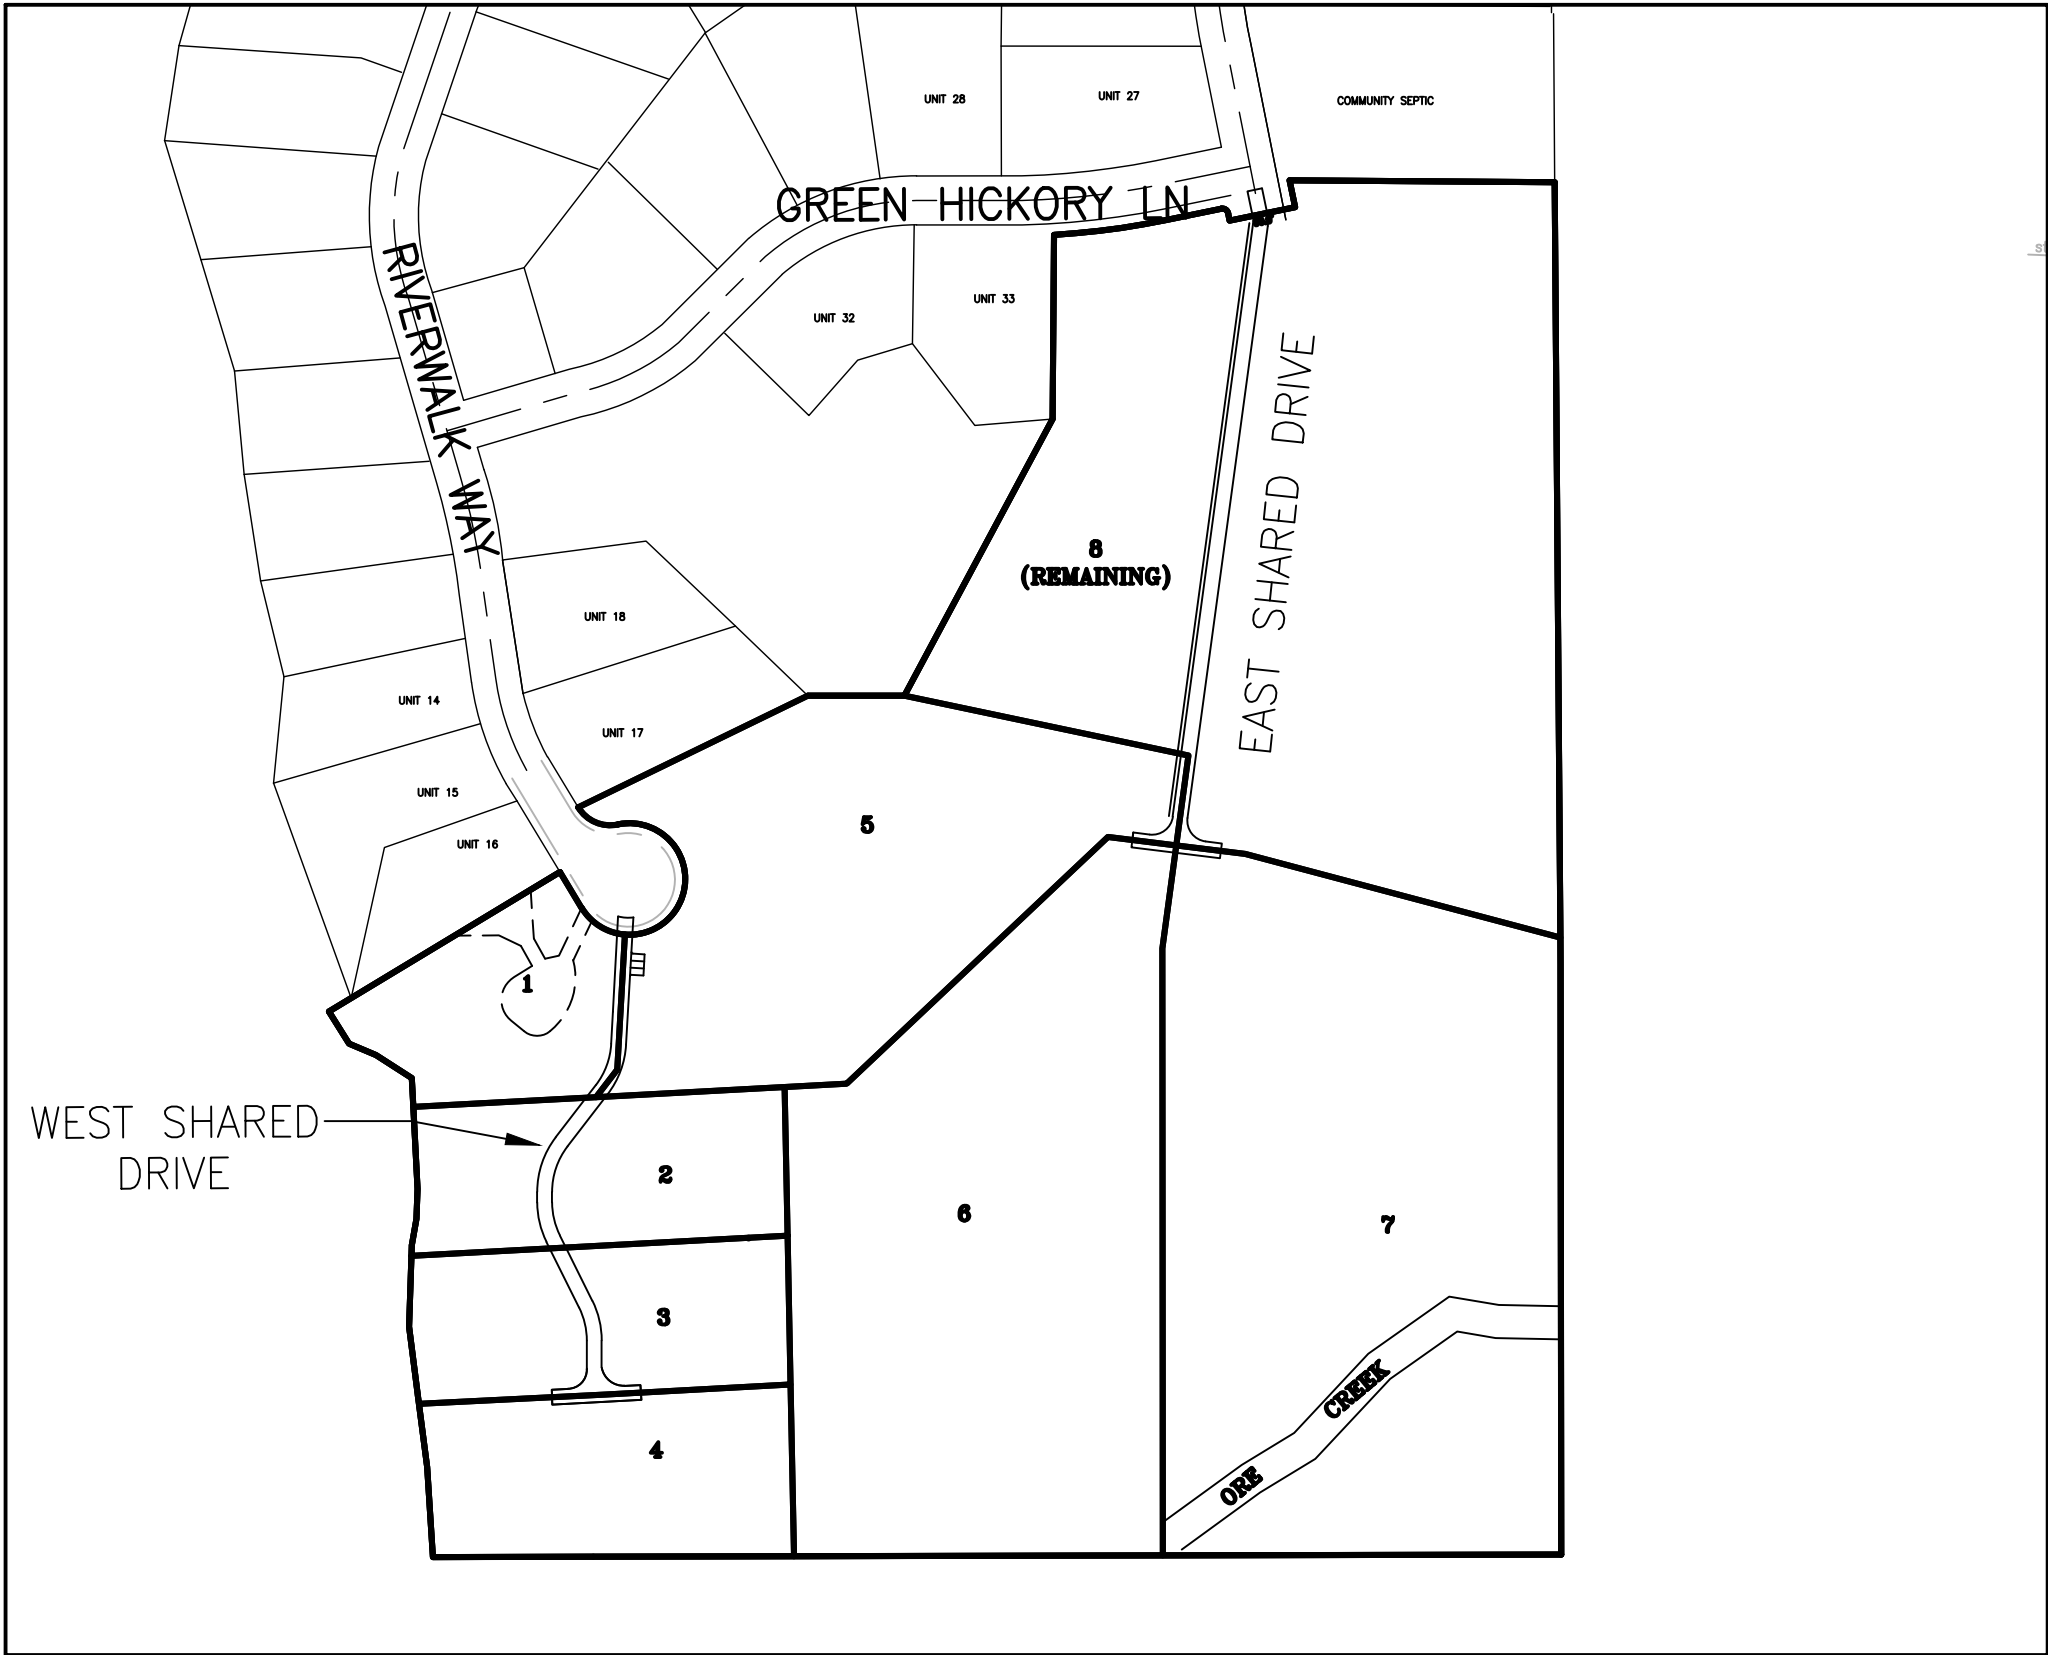 UNIT 28
UNIT 27
COMMUNITY SEPTIC
GREEN HICKORY LN
RIVERWALK WAY
UNIT 33
UNIT 32
EAST SHARED DRIVE
8
(REMAINING)
UNIT 18
UNIT 14
UNIT 17
UNIT 15
UNIT 16
5
1
WEST SHARED
DRIVE
2
6
7
3
ORE CREEK
4